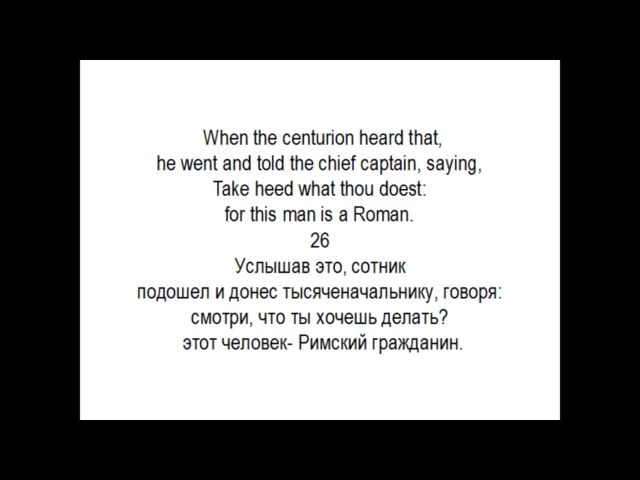 When the centurion heard that,
he went and told the chief captain, saying,
Take heed what thou doest:
for this man is a Roman.
26
Услышав это, сотник
подошел и донес тысяченачальнику, говоря:
смотри, что ты хочешь делать?
этот человек- Римский гражданин.